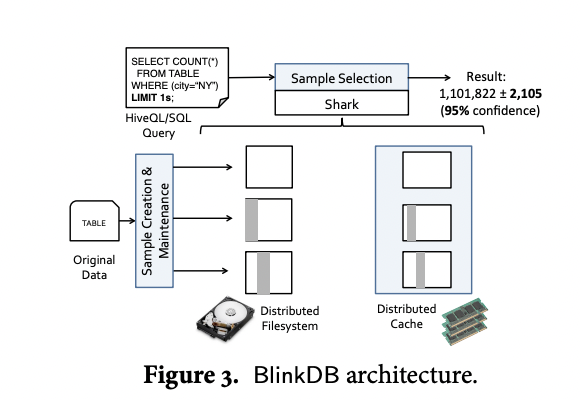 SELECT COUNT(*)
FROM TABLE
WHERE (city="NY")
LIMIT 1s;
HiveQL/SQL
Query
Sample Selection
Shark
Result:
1,101,822 ± 2,105
(95% confidence)
TABLE
Original
Data
Sample Creation &
Maintenance
Distributed
Filesystem
Distributed
Cache
Figure 3. BlinkDB architecture.